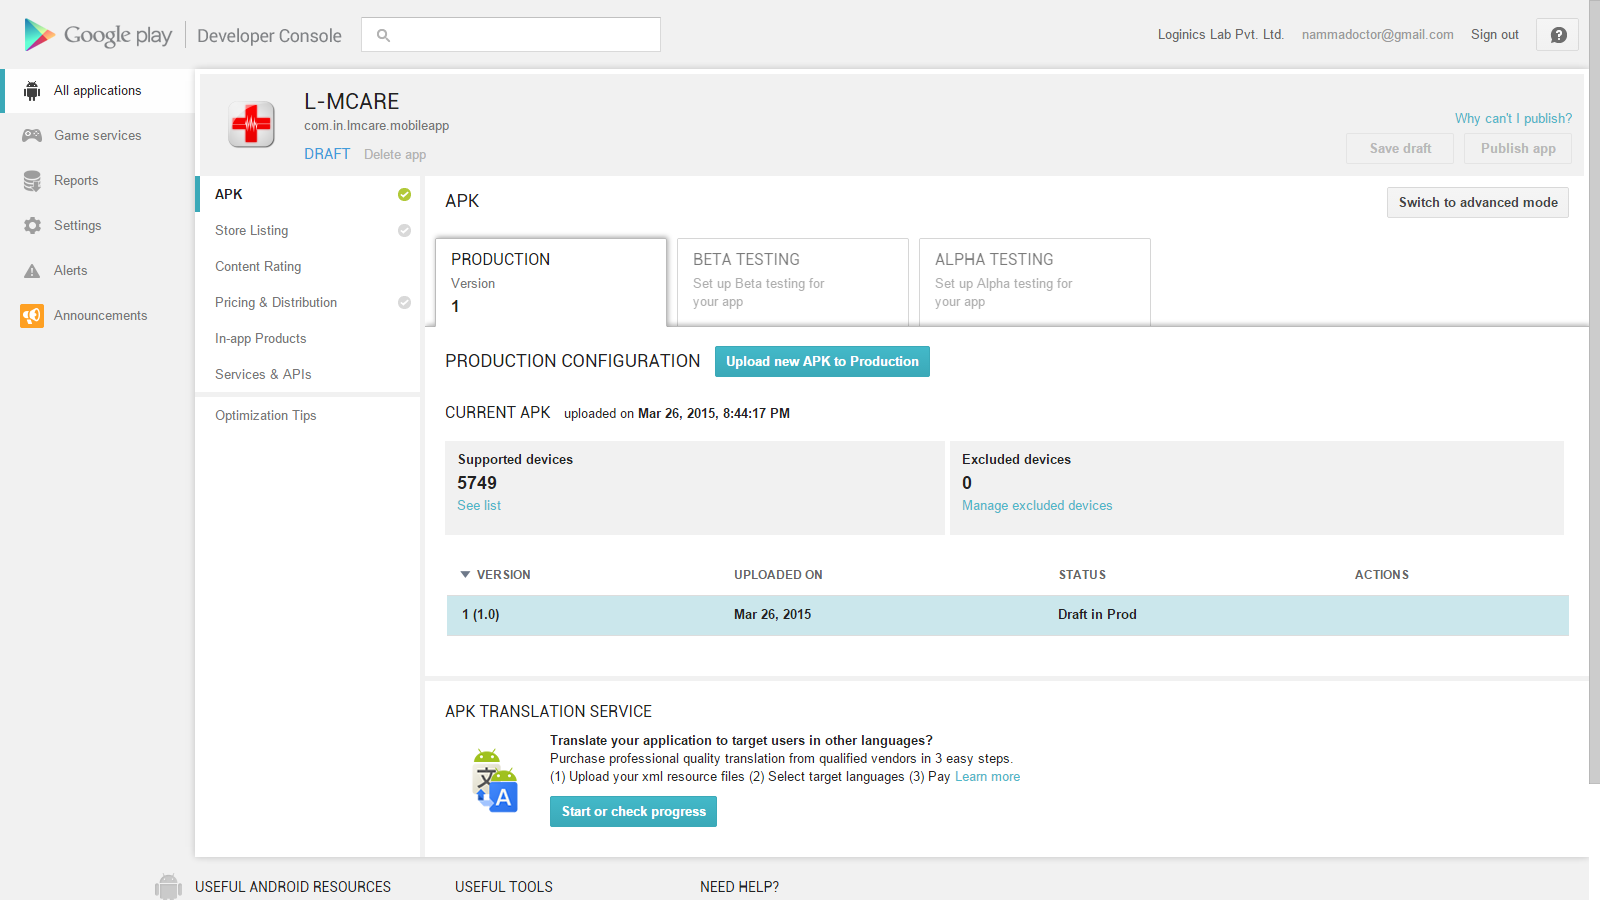 Google play Developer Console
Loginics Lab Pvt. Ltd. nammadoctor@gmail.com Sign out
All applications
Game services
Reports
Settings
Alerts
Announcements
L-MCARE
com.in.lmcare.mobileapp
DRAFT Delete app
Why can't I publish?
Save draft Publish app
APK
Store Listing
Content Rating
Pricing & Distribution
In-app Products
Services & APIs
Optimization Tips
APK
Switch to advanced mode
PRODUCTION
Version
1
BETA TESTING
Set up Beta testing for
your app
ALPHA TESTING
Set up Alpha testing for
your app
PRODUCTION CONFIGURATION Upload new APK to Production
CURRENT APK uploaded on Mar 26, 2015, 8:44:17 PM
Supported devices
5749
See list
Excluded devices
0
Manage excluded devices
VERSION UPLOADED ON STATUS ACTIONS
1 (1.0) Mar 26, 2015 Draft in Prod
APK TRANSLATION SERVICE
文
A
Translate your application to target users in other languages?
Purchase professional quality translation from qualified vendors in 3 easy steps.
(1) Upload your xml resource files (2) Select target languages (3) Pay Learn more
Start or check progress
USEFUL ANDROID RESOURCES USEFUL TOOLS NEED HELP?